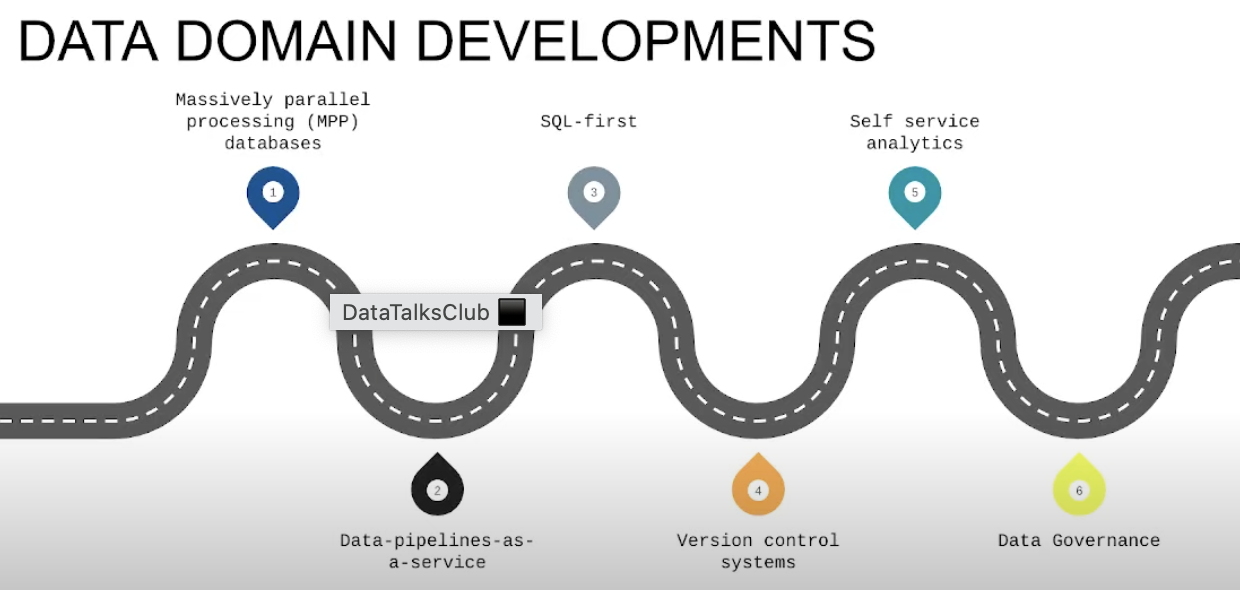 DATA DOMAIN DEVELOPMENTS
Massively parallel
processing (MPP)
databases
1
SQL-first
3
Self service
analytics
5
DataTalksClub
2
Data-pipelines-as-
a-service
4
Version control
systems
6
Data Governance